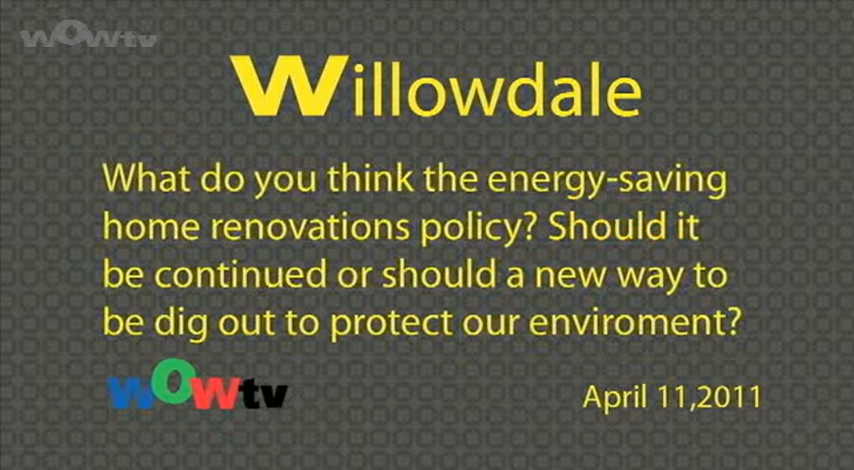 WOWtv
Willowdale
What do you think the energy-saving
home renovations policy? Should it
be continued or should a new way to
be dig out to protect our enviroment?
WOWtv
April 11,2011